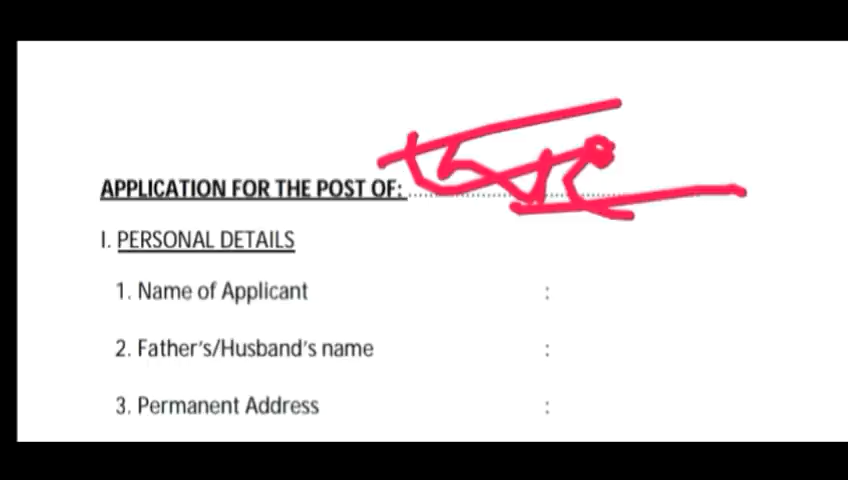 APPLICATION FOR THE POST OF: ....................................
I. PERSONAL DETAILS
1. Name of Applicant :
2. Father's/Husband's name :
3. Permanent Address :